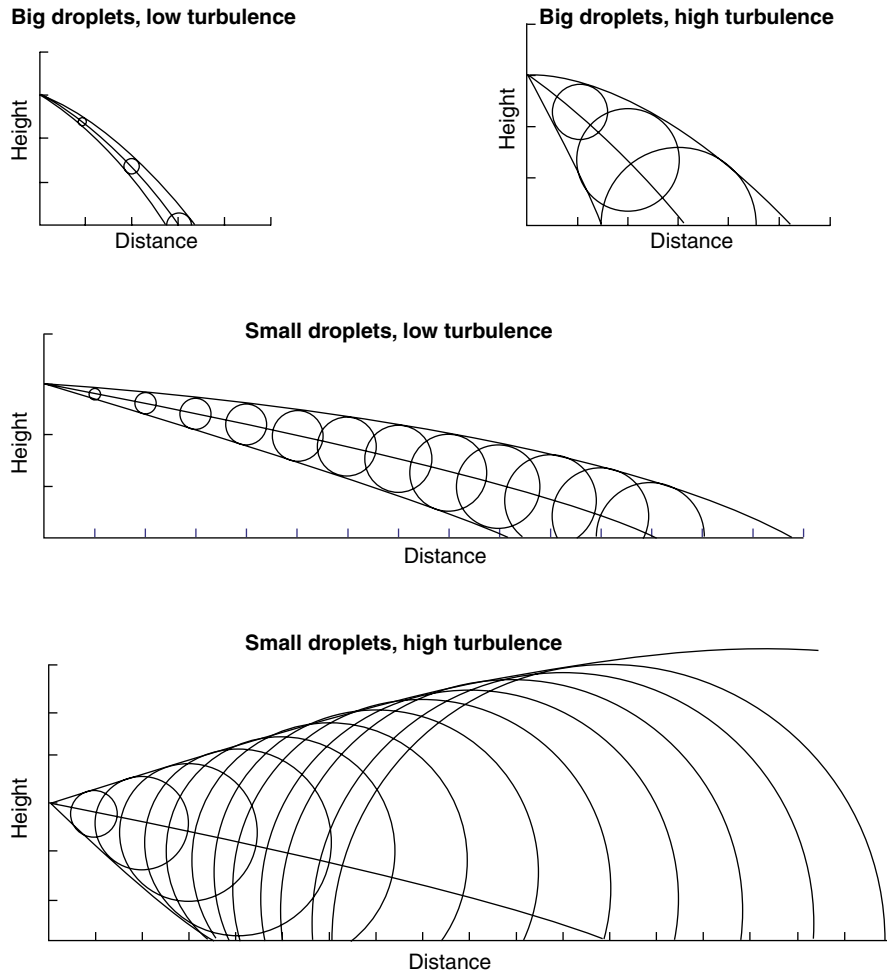 Big droplets, low turbulence
Height
Distance
Big droplets, high turbulence
Height
Distance
Small droplets, low turbulence
Height
Distance
Small droplets, high turbulence
Height
Distance